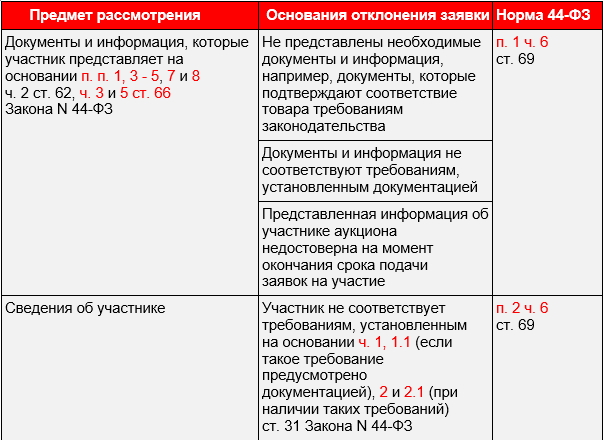 Предмет рассмотрения
Основания отклонения заявки
Норма 44-ФЗ
Документы и информация, которые
участник представляет на
основании п. п. 1, 3 - 5, 7 и 8
ч. 2 ст. 62, ч. 3 и 5 ст. 66
Закона N 44-ФЗ
Не представлены необходимые
документы и информация,
например, документы, которые
подтверждают соответствие
товара требованиям
законодательства
п. 1 ч. 6
ст. 69
Документы и информация не
соответствуют требованиям,
установленным документацией
Представленная информация об
участнике аукциона
недостоверна на момент
окончания срока подачи
заявок на участие
Сведения об участнике
Участник не соответствует
требованиям, установленным
на основании ч. 1, 1.1 (если
такое требование
предусмотрено
документацией), 2 и 2.1 (при
наличии таких требований)
ст. 31 Закона N 44-ФЗ
п. 2 ч. 6
ст. 69